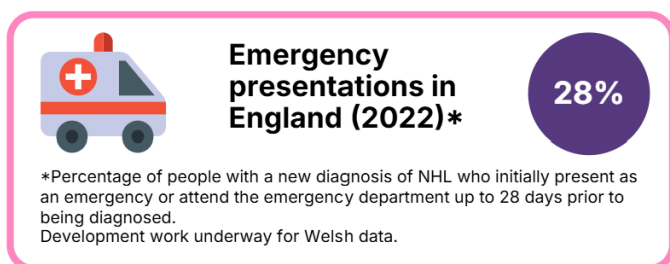 Emergency
presentations in
England (2022)*
28%
*Percentage of people with a new diagnosis of NHL who initially present as
an emergency or attend the emergency department up to 28 days prior to
being diagnosed.
Development work underway for Welsh data.